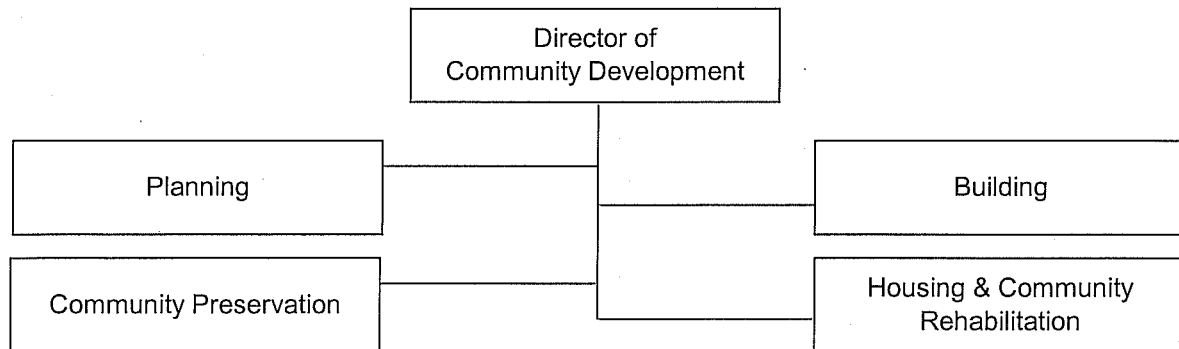 Director of
Community Development
Planning
Building
Community Preservation
Housing & Community
Rehabilitation